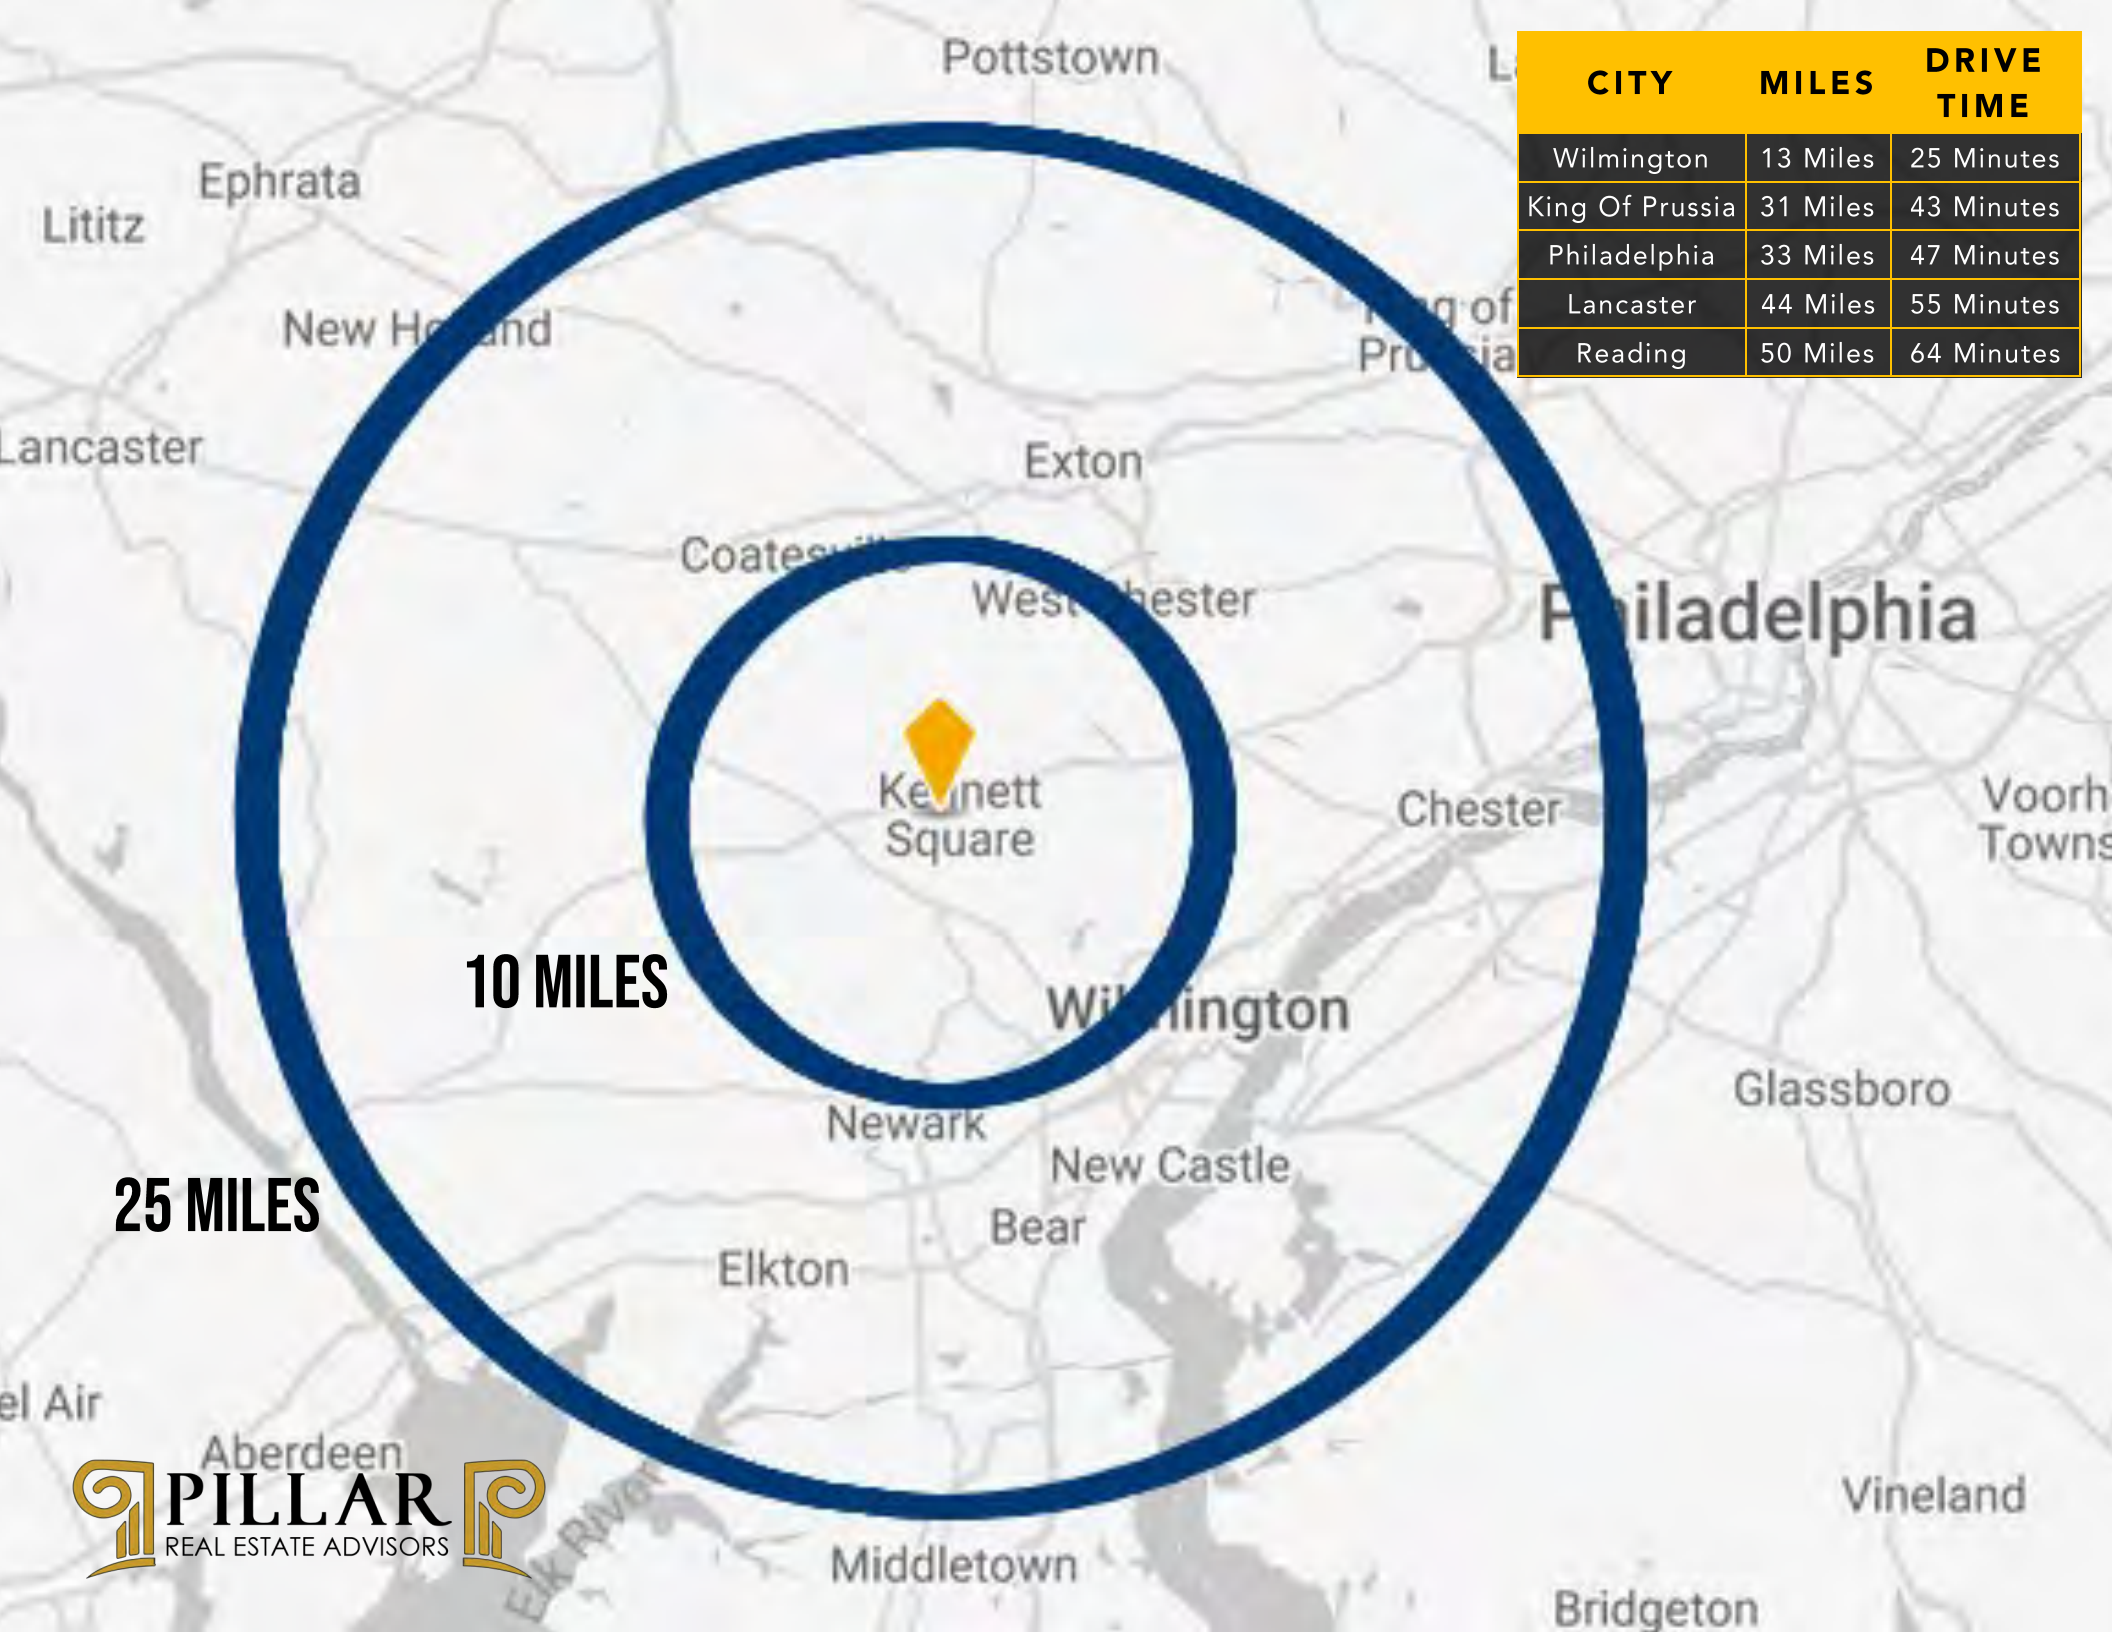 Pottstown
CITY MILES DRIVE TIME
Wilmington 13 Miles 25 Minutes
King Of Prussia 31 Miles 43 Minutes
Philadelphia 33 Miles 47 Minutes
Lancaster 44 Miles 55 Minutes
Reading 50 Miles 64 Minutes
Ephrata
Lititz
New Holland
King of
Prussia
Lancaster
Exton
Coatesville
West Chester
Philadelphia
Kennett
Square
Chester
Voorh
Towns
10 MILES
Wilmington
Glassboro
Newark
New Castle
25 MILES
Bear
Elkton
el Air
Aberdeen
PILLAR
REAL ESTATE ADVISORS
Elk River
Vineland
Middletown
Bridgeton